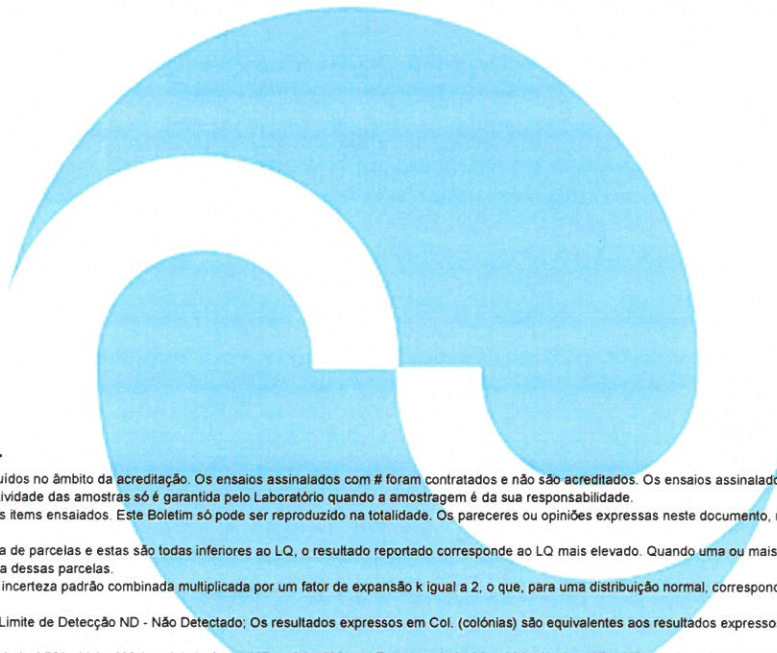 uídos no âmbito da acreditação. Os ensaios assinalados com # foram contratados e não são acreditados. Os ensaios assinalado
ividade das amostras só é garantida pelo Laboratório quando a amostragem é da sua responsabilidade.
s items ensaiados. Este Boletim só pode ser reproduzido na totalidade. Os pareceres ou opiniões expressas neste documento,
a de parcelas e estas são todas inferiores ao LQ, o resultado reportado corresponde ao LQ mais elevado. Quando uma ou mais
a dessas parcelas.
incerteza padrão combinada multiplicada por um fator de expansão k igual a 2, o que, para uma distribuição normal, correspond
Limite de Detecção ND - Não Detectado; Os resultados expressos em Col. (colónias) são equivalentes aos resultados expresso